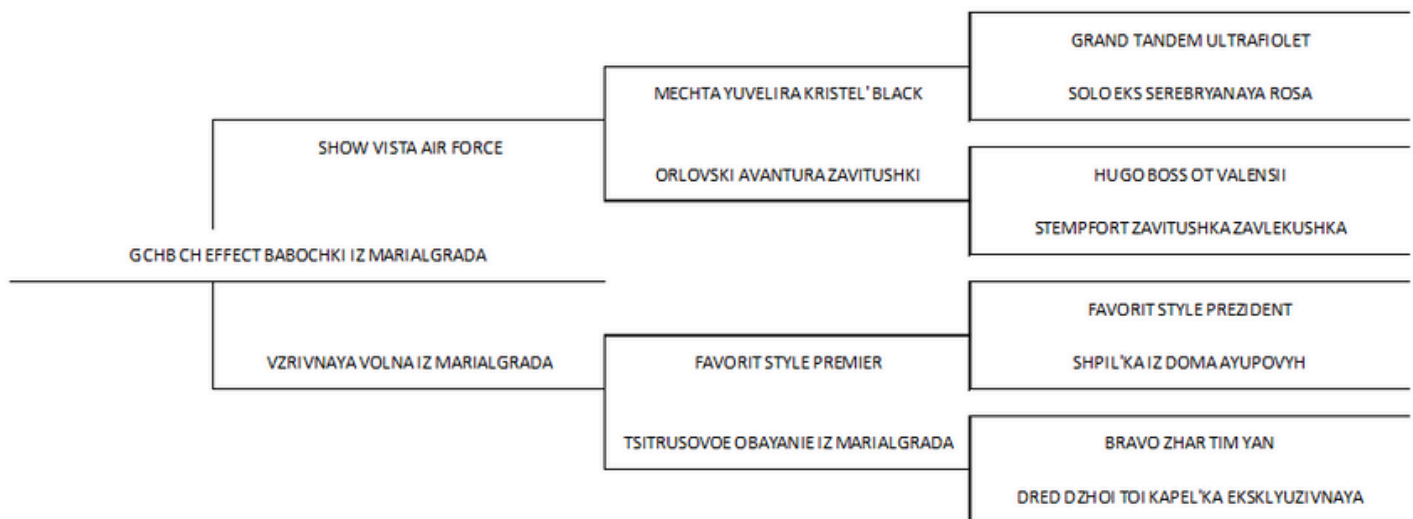 GRAND TANDEM ULTRAFIOLET
MECHTA YUVELIRA KRISTEL' BLACK
SOLO EKS SEREBRYANAYA ROSA
SHOW VISTA AIR FORCE
ORLOVSKI AVANTURA ZAVITUSHKI
HUGO BOSS OT VALENSII
STEMPFORT ZAVITUSHKA ZAVLEKUSHKA
GCHB CH EFFECT BABOCHKI IZ MARIALGRADA
FAVORIT STYLE PREZIDENT
VZRIVNAYA VOLNA IZ MARIALGRADA
FAVORIT STYLE PREMIER
SHPIL'KA IZ DOMA AYUPOVYH
TSITRUSOVOE OBAYANIE IZ MARIALGRADA
BRAVO ZHAR TIM YAN
DRED DZHOI TOI KAPEL'KA EKSKLYUZIVNAYA